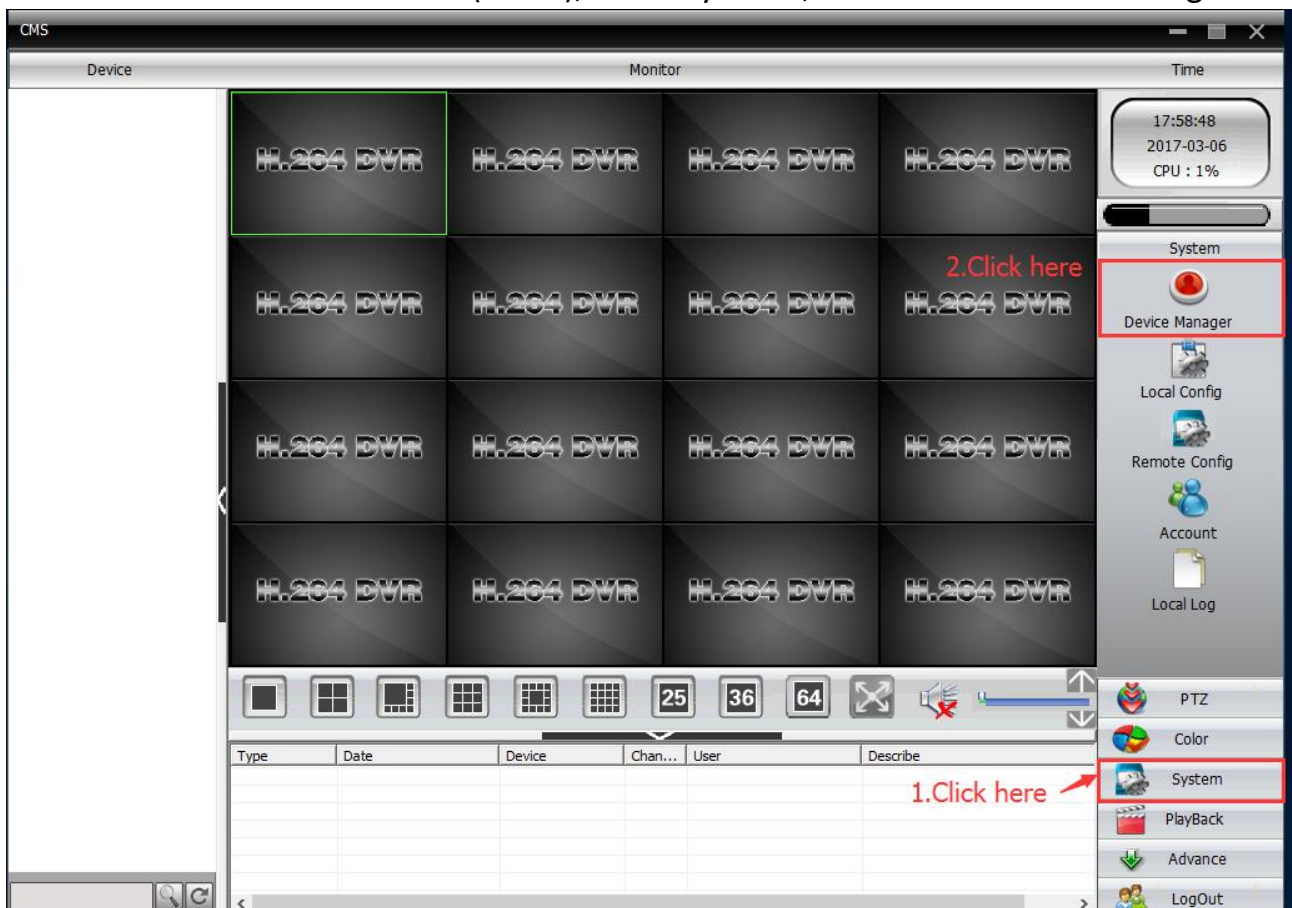 CMS
Device Monitor Time
H.264 DVR H.264 DVR H.264 DVR H.264 DVR
17:58:48
2017-03-06
CPU : 1%
System
2.Click here
H.264 DVR H.264 DVR H.264 DVR H.264 DVR
Device Manager
Local Config
H.264 DVR H.264 DVR H.264 DVR H.264 DVR
Remote Config
Account
H.264 DVR H.264 DVR H.264 DVR H.264 DVR
Local Log
25 36 64
PTZ
Color
Type Date Device Chan... User Describe
1.Click here
System
PlayBack
Advance
LogOut